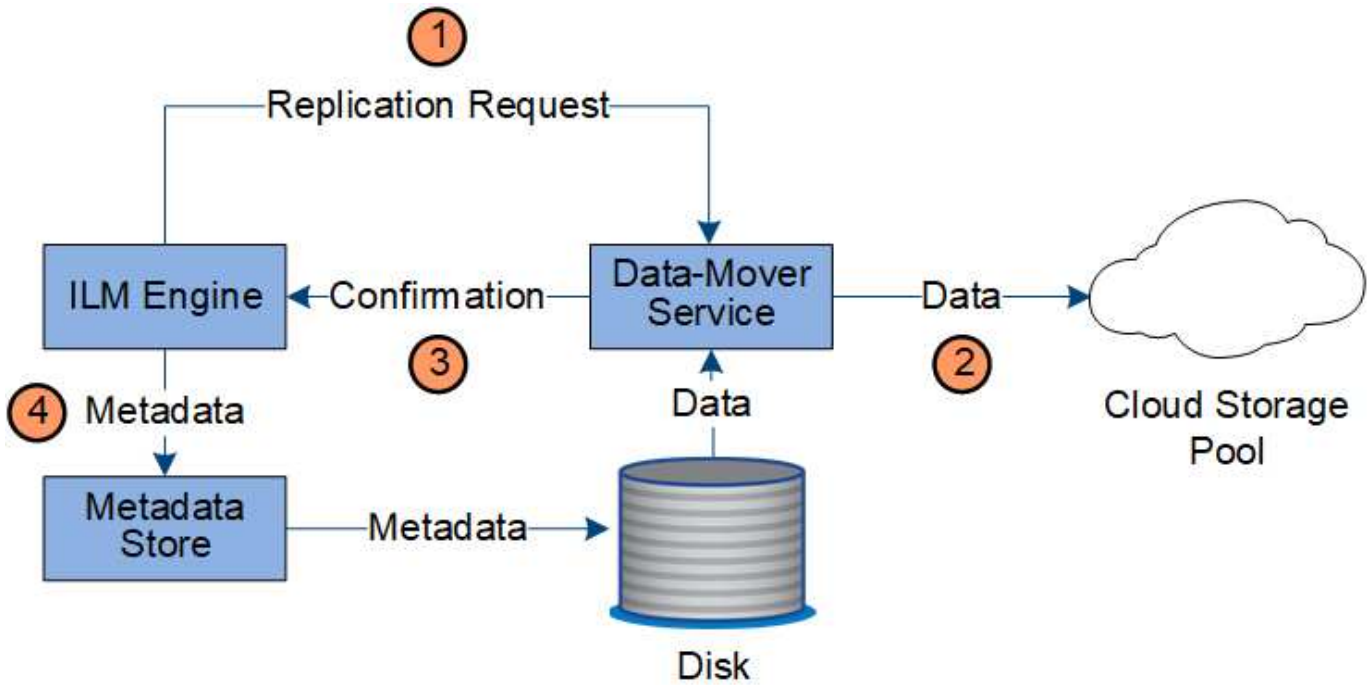 1
Replication Request
ILM Engine
Confirmation
Data-Mover
Service
Data
3
2
4
Metadata
Data
Cloud Storage
Pool
Metadata
Store
Metadata
Disk